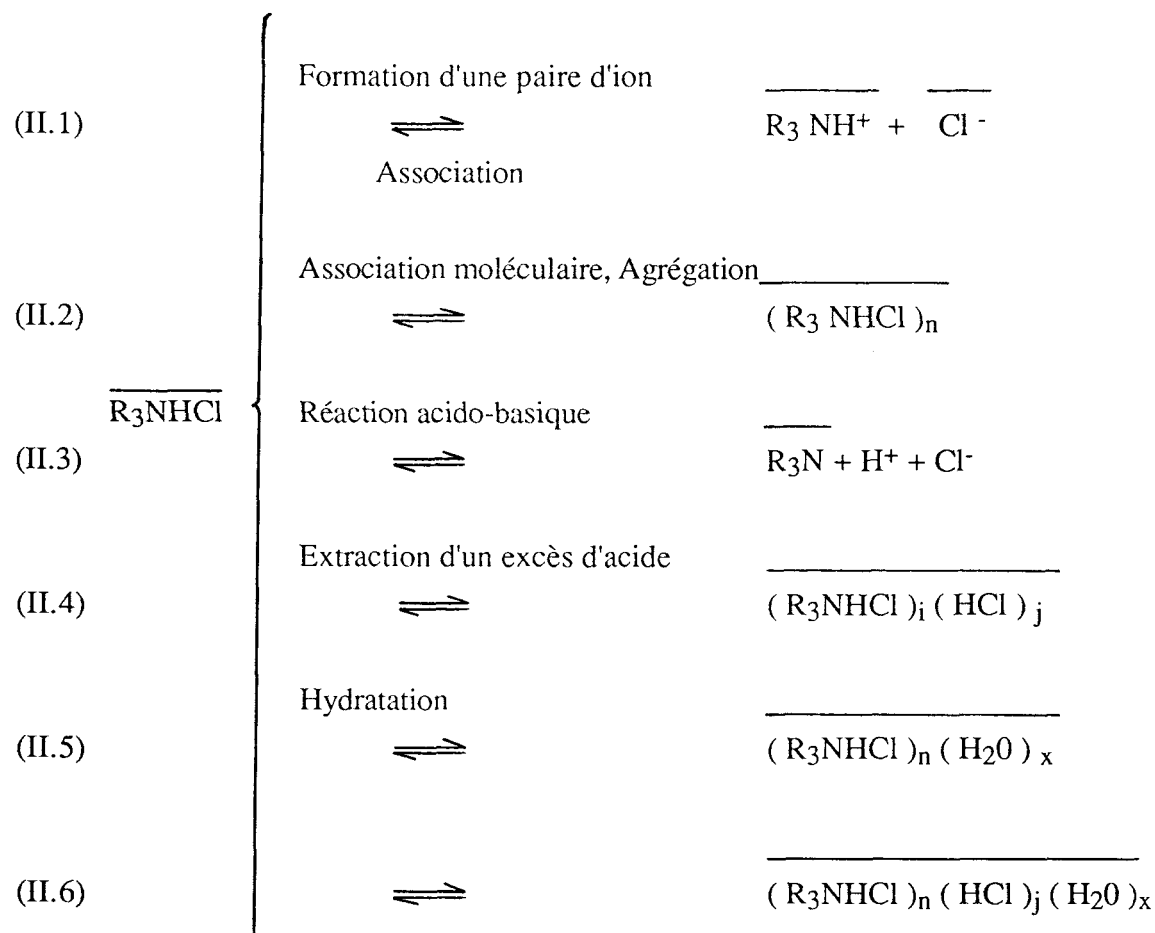 Formation d'une paire d'ion
(II.1) ⇌ R₃ NH⁺ + Cl⁻
Association
Association moléculaire, Agrégation
(II.2) ⇌ ( R₃ NHCl )ₙ
R₃NHCl
Réaction acido-basique
(II.3) ⇌ R₃N + H⁺ + Cl⁻
Extraction d'un excès d'acide
(II.4) ⇌ ( R₃NHCl )ᵢ ( HCl ) ⱼ
Hydratation
(II.5) ⇌ ( R₃NHCl )ₙ ( H₂0 ) ₓ
(II.6) ⇌ ( R₃NHCl )ₙ ( HCl )ⱼ ( H₂0 )ₓ